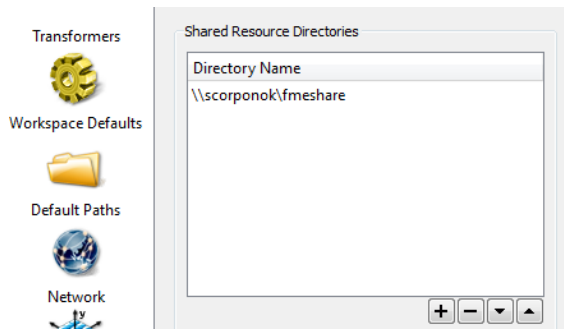 Transformers
Workspace Defaults
Default Paths
Network
y
Shared Resource Directories
Directory Name
\\scorponok\fmeshare